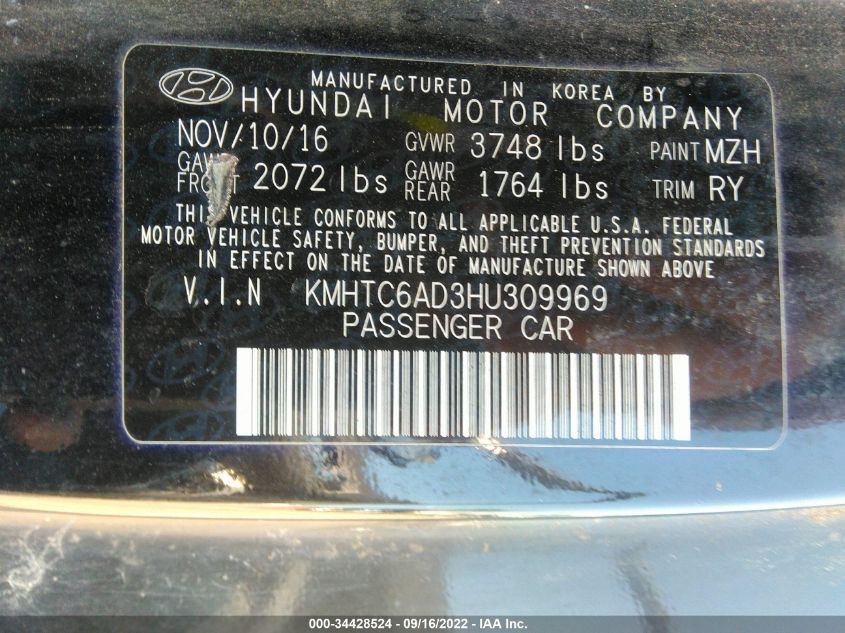 MANUFACTURED IN KOREA BY
HYUNDAI MOTOR COMPANY
NOV/10/16 GVWR 3748 lbs PAINT MZH
2072 lbs GAWR REAR 1764 lbs TRIM RY
THIS VEHICLE CONFORMS TO ALL APPLICABLE U.S.A. FEDERAL
MOTOR VEHICLE SAFETY, BUMPER, AND THEFT PREVENTION STANDARDS
IN EFFECT ON THE DATE OF MANUFACTURE SHOWN ABOVE
V.I.N KMHTC6AD3HU309969
PASSENGER CAR
000-34428524 - 09/16/2022 - IAA Inc.